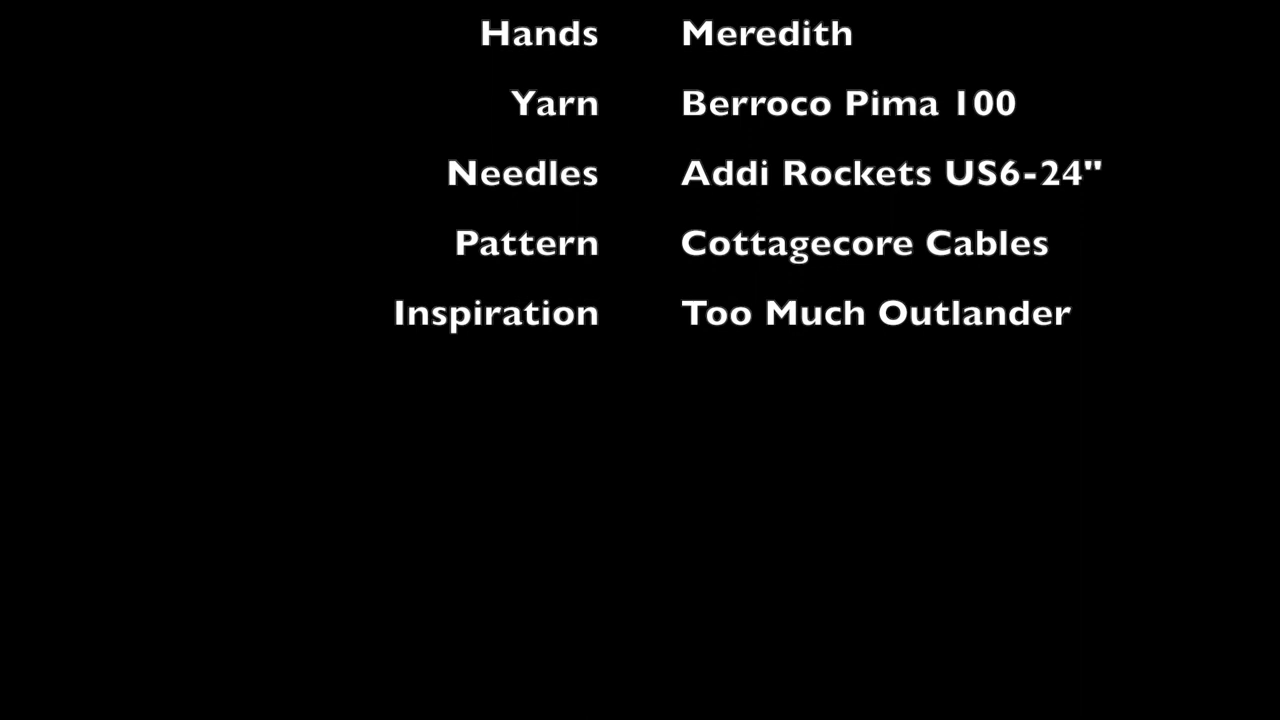 Hands Meredith
Yarn Berroco Pima 100
Needles Addi Rockets US6-24"
Pattern Cottagecore Cables
Inspiration Too Much Outlander